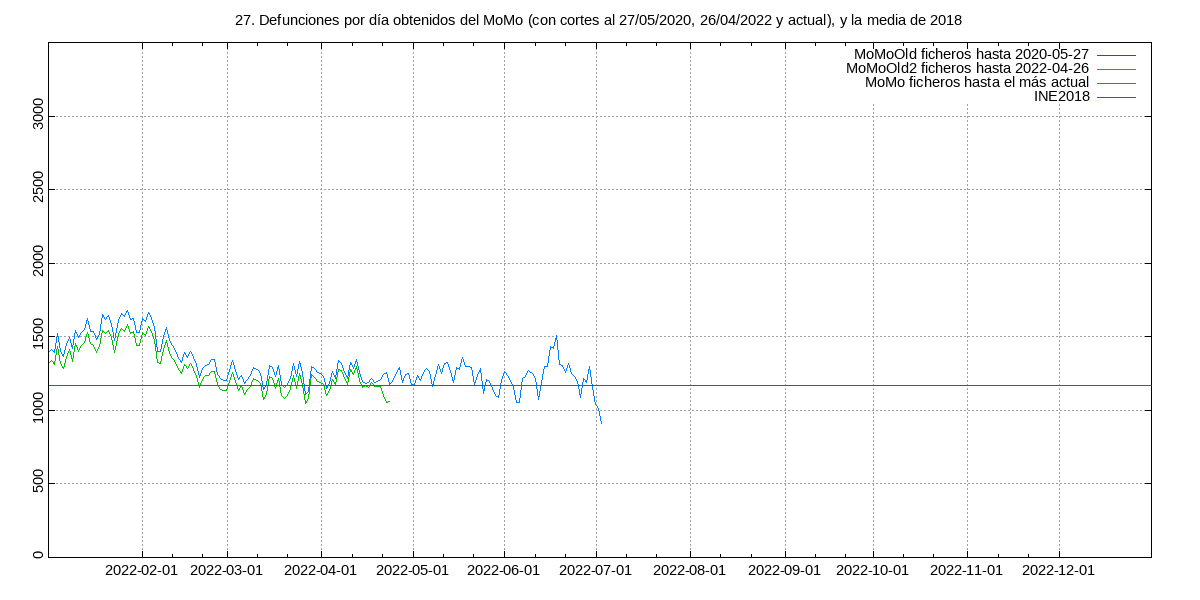 27. Defunciones por día obtenidos del MoMo (con cortes al 27/05/2020, 26/04/2022 y actual), y la media de 2018
MoMoOld ficheros hasta 2020-05-27
MoMoOld2 ficheros hasta 2022-04-26
MoMo ficheros hasta el más actual
INE2018
3000
2500
2000
1500
1000
500
0
2022-02-01 2022-03-01 2022-04-01 2022-05-01 2022-06-01 2022-07-01 2022-08-01 2022-09-01 2022-10-01 2022-11-01 2022-12-01